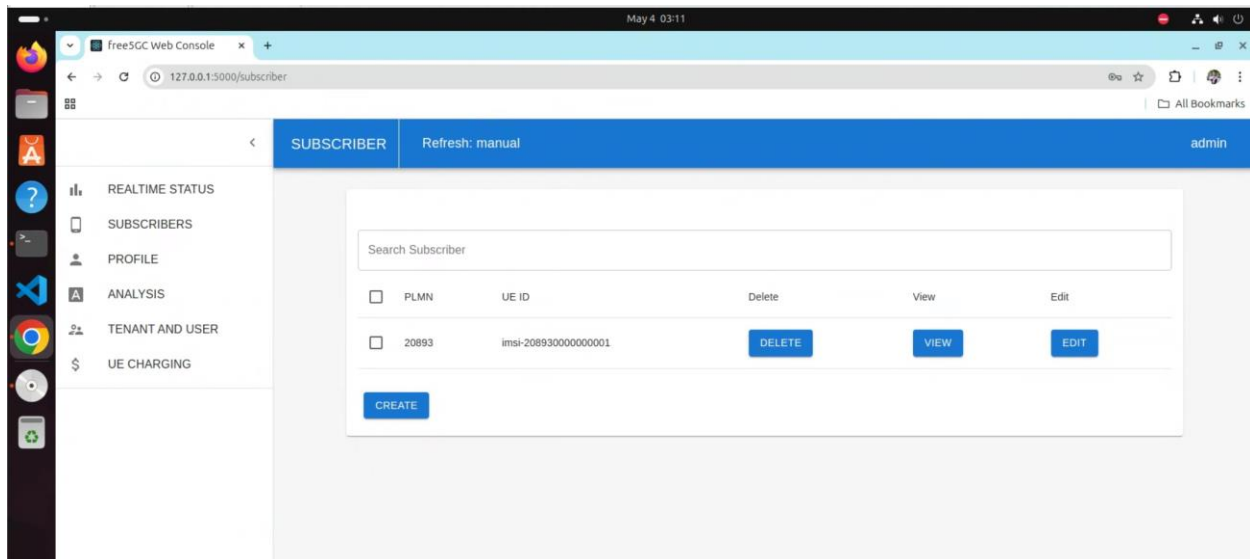 May 4 03:11
free5GC Web Console
127.0.0.1:5000/subscriber
All Bookmarks
SUBSCRIBER Refresh: manual admin
REALTIME STATUS
SUBSCRIBERS
PROFILE
ANALYSIS
TENANT AND USER
UE CHARGING
Search Subscriber
PLMN UE ID Delete View Edit
20893 imsi-208930000000001 DELETE VIEW EDIT
CREATE